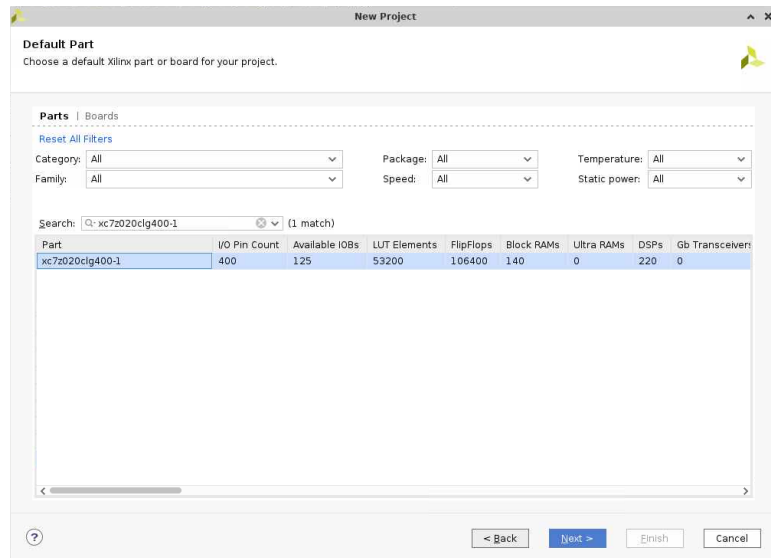 New Project
Default Part
Choose a default Xilinx part or board for your project.
Parts | Boards
Reset All Filters
Category: All Package: All Temperature: All
Family: All Speed: All Static power: All
Search: xc7z020clg400-1 (1 match)
Part I/O Pin Count Available IOBs LUT Elements FlipFlops Block RAMs Ultra RAMs DSPs Gb Transceivers
xc7z020clg400-1 400 125 53200 106400 140 0 220 0
? < Back Next > Finish Cancel